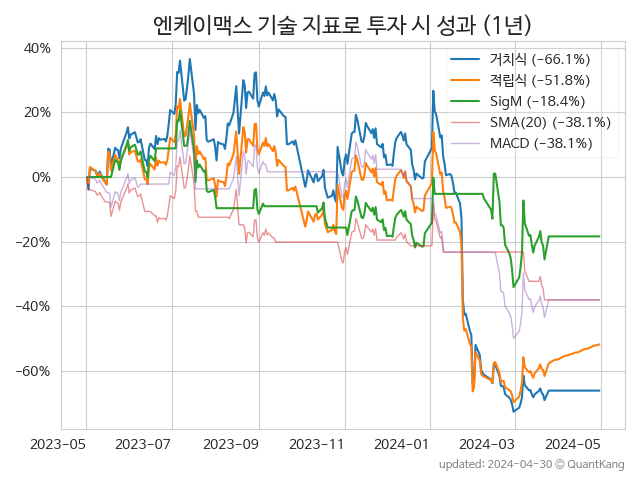 엔케이맥스 기술 지표로 투자 시 성과 (1년)
40%
20%
0%
−20%
−40%
−60%
거치식 (−66.1%)
적립식 (−51.8%)
SigM (−18.4%)
SMA(20) (−38.1%)
MACD (−38.1%)
2023-05 2023-07 2023-09 2023-11 2024-01 2024-03 2024-05
updated: 2024-04-30 © QuantKang